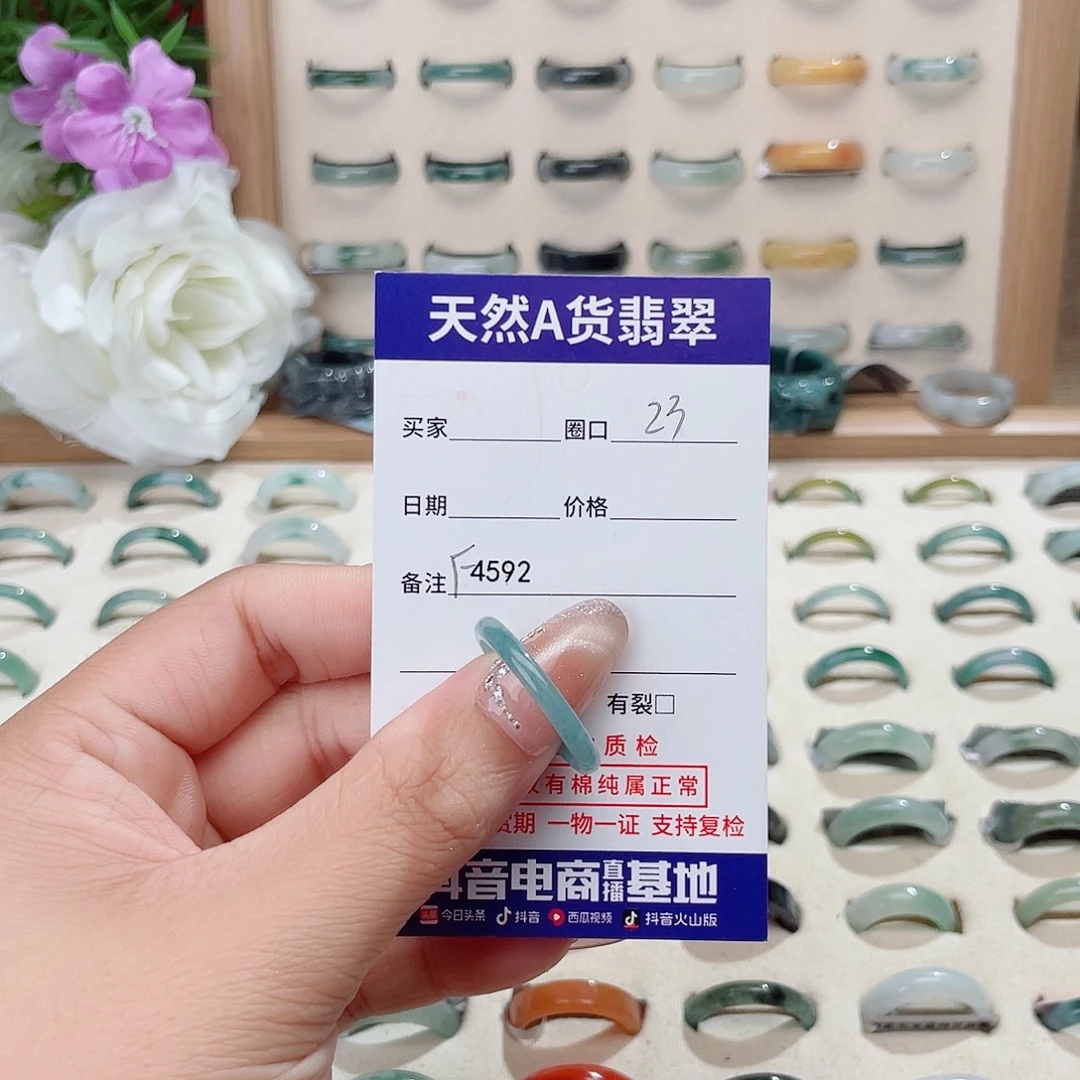 天然A货翡翠
买家 圈口 23
日期 价格
备注 F4592
有裂□
质检
有棉纯属正常
货期 一物一证 支持复检
抖音电商直播基地
今日头条 抖音 西瓜视频 抖音火山版